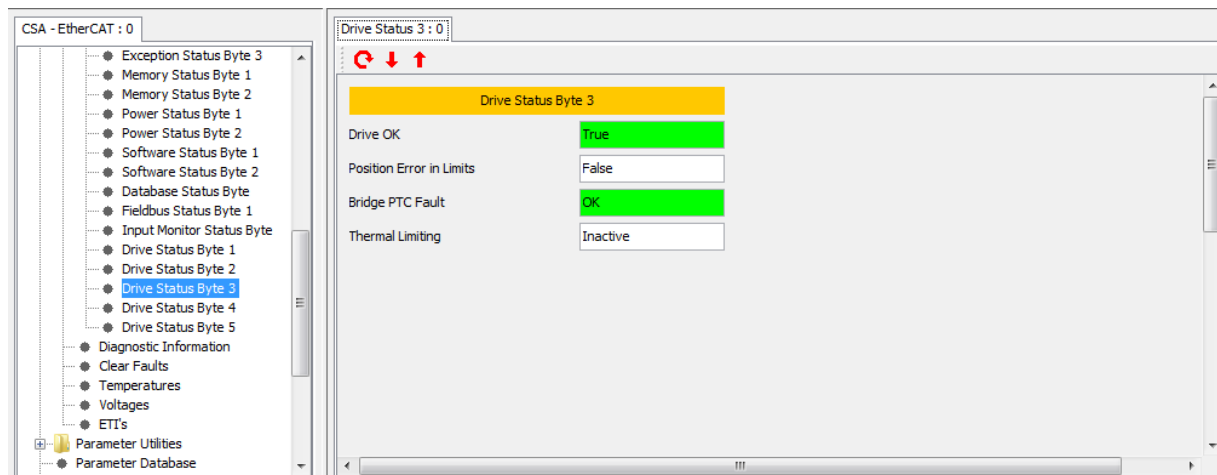 CSA - EtherCAT : 0
Exception Status Byte 3
Memory Status Byte 1
Memory Status Byte 2
Power Status Byte 1
Power Status Byte 2
Software Status Byte 1
Software Status Byte 2
Database Status Byte
Fieldbus Status Byte 1
Input Monitor Status Byte
Drive Status Byte 1
Drive Status Byte 2
Drive Status Byte 3
Drive Status Byte 4
Drive Status Byte 5
Diagnostic Information
Clear Faults
Temperatures
Voltages
ETI's
Parameter Utilities
Parameter Database
Drive Status 3 : 0
Drive Status Byte 3
Drive OK True
Position Error in Limits False
Bridge PTC Fault OK
Thermal Limiting Inactive